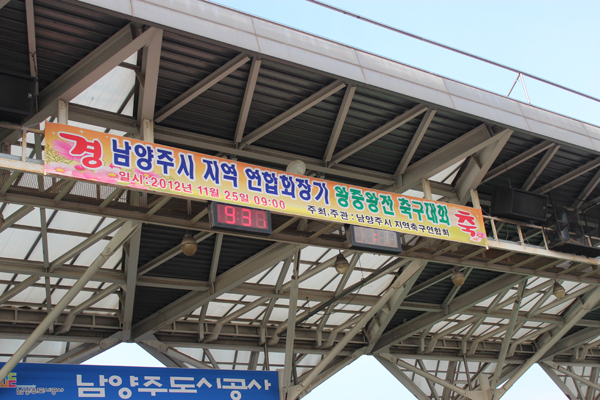 경 남양주시 지역 연합회장기 왕중왕전 축구대회 축
일시:2012년 11월 25일 09:00 주최.주관 : 남양주시 지역축구연합회
9:37
남양주도시공사